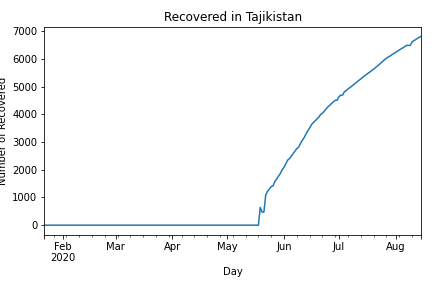 Recovered in Tajikistan
Number of Recovered
7000
6000
5000
4000
3000
2000
1000
0
Feb Mar Apr May Jun Jul Aug
2020
Day